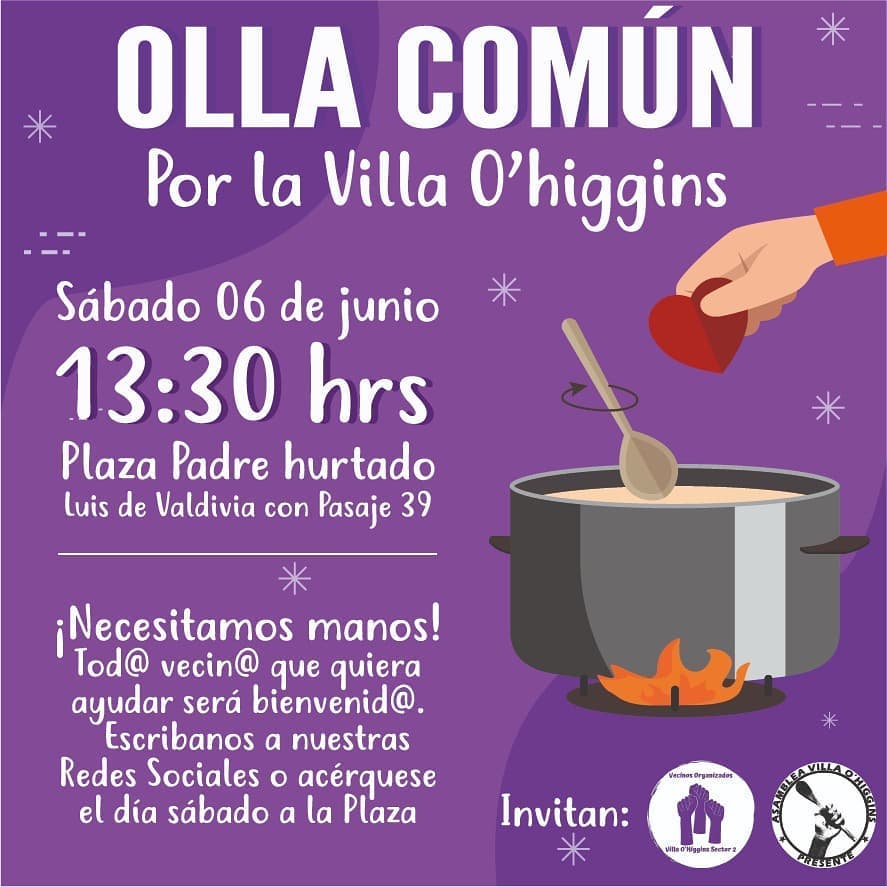 OLLA COMÚN
Por la Villa O'higgins
Sábado 06 de junio
13:30 hrs
Plaza Padre hurtado
Luis de Valdivia con Pasaje 39
¡Necesitamos manos!
Tod@ vecin@ que quiera
ayudar será bienvenid@.
Escribanos a nuestras
Redes Sociales o acérquese
el día sábado a la Plaza
Invitan:
Vecinos Organizados
Villa O'Higgins Sector 2
ASAMBLEA VILLA O'HIGGINS
PRESENTE